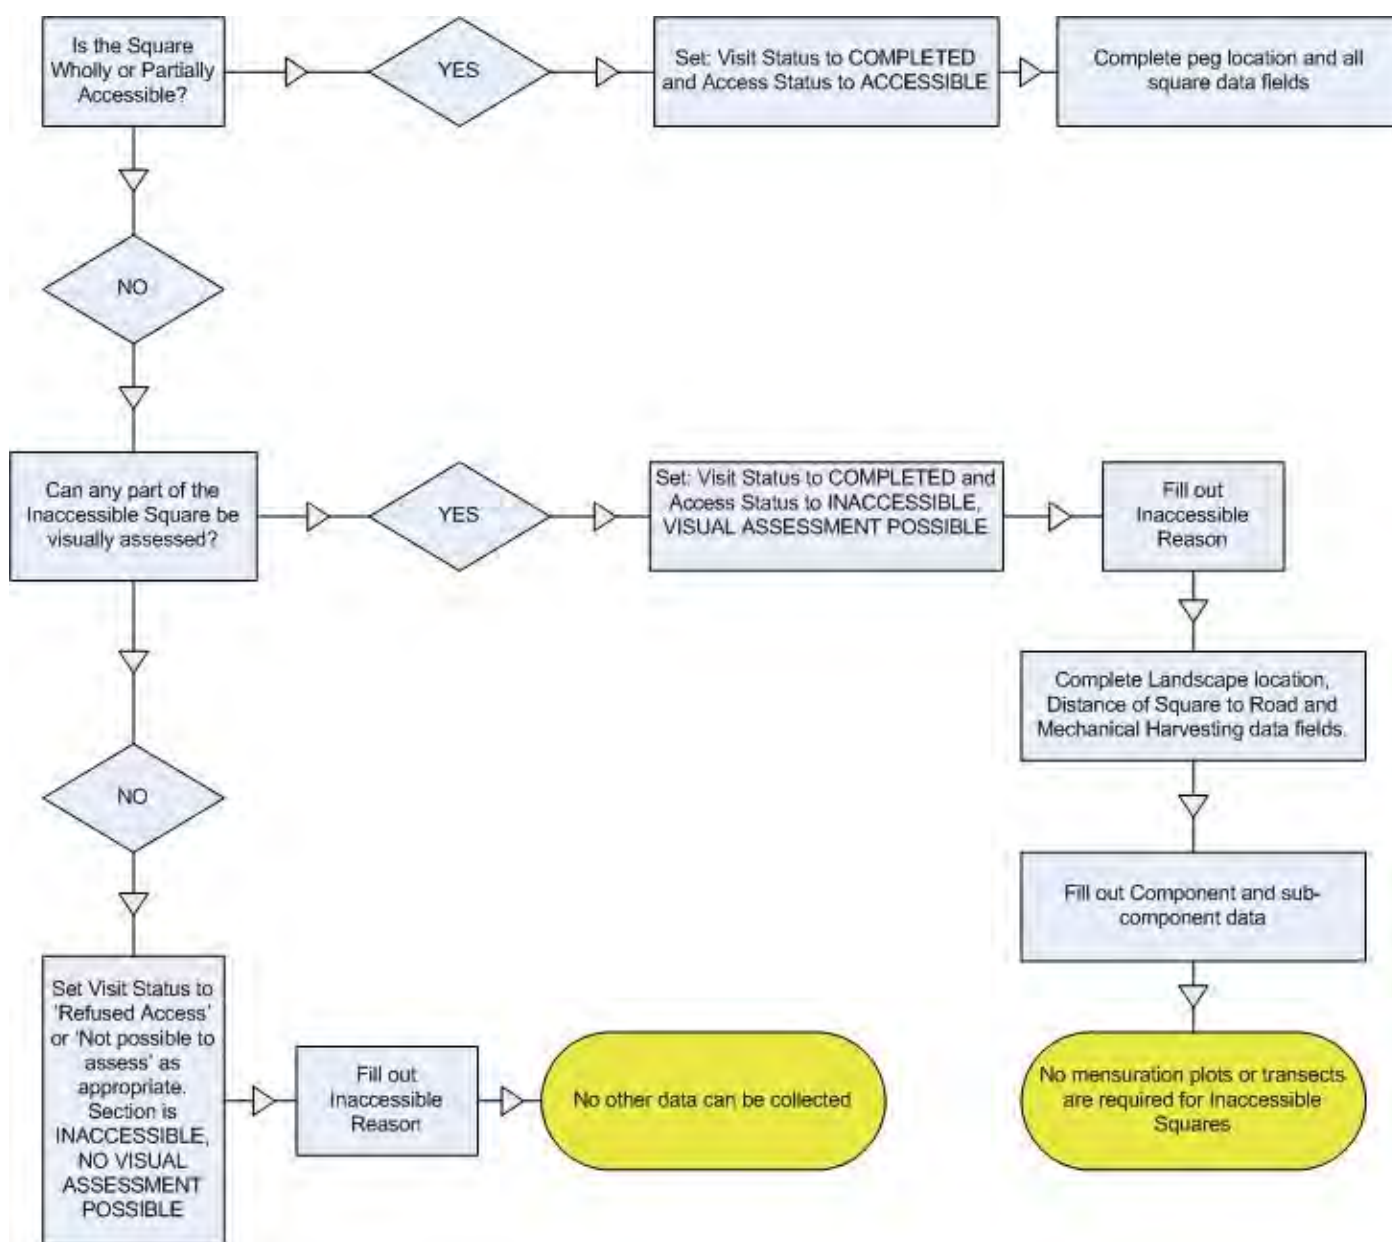 Is the Square
Wholly or Partially
Accessible?
YES
Set: Visit Status to COMPLETED
and Access Status to ACCESSIBLE
Complete peg location and all
square data fields
NO
Can any part of the
Inaccessible Square be
visually assessed?
YES
Set: Visit Status to COMPLETED and
Access Status to INACCESSIBLE,
VISUAL ASSESSMENT POSSIBLE
Fill out
Inaccessible
Reason
Complete Landscape location,
Distance of Square to Road and
Mechanical Harvesting data fields.
Fill out Component and sub-
component data
No mensuration plots or transects
are required for Inaccessible
Squares
NO
Set Visit Status to
'Refused Access'
or 'Not possible to
assess' as
appropriate.
Section is
INACCESSIBLE,
NO VISUAL
ASSESSMENT
POSSIBLE
Fill out
Inaccessible
Reason
No other data can be collected